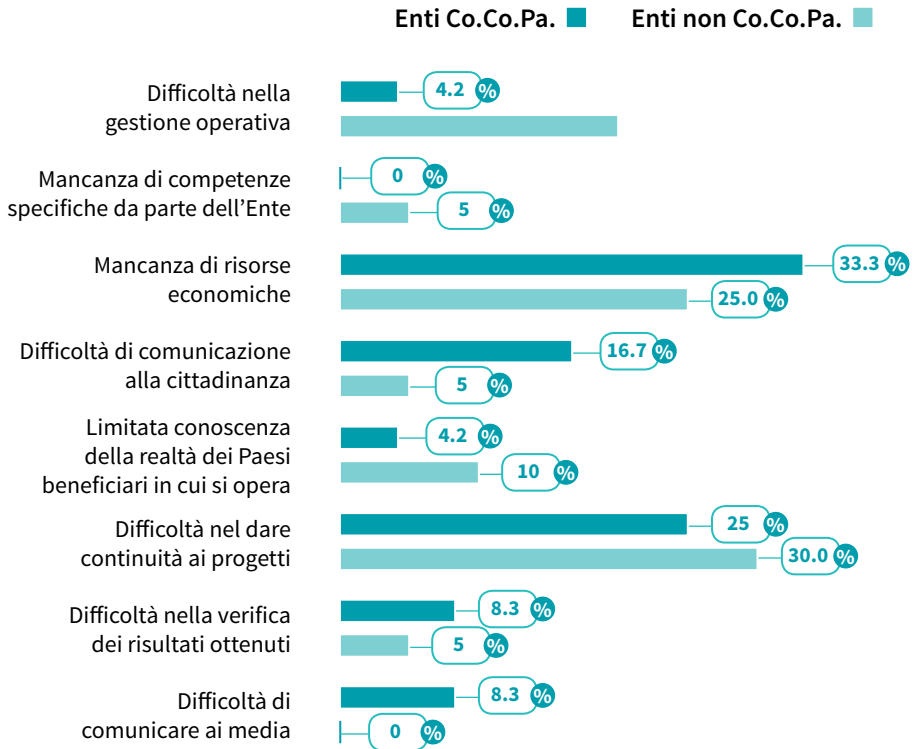 Enti Co.Co.Pa. Enti non Co.Co.Pa.
Difficoltà nella
gestione operativa
4.2 %
Mancanza di competenze
specifiche da parte dell'Ente
0 %
5 %
Mancanza di risorse
economiche
33.3 %
25.0 %
Difficoltà di comunicazione
alla cittadinanza
16.7 %
5 %
Limitata conoscenza
della realtà dei Paesi
beneficiari in cui si opera
4.2 %
10 %
Difficoltà nel dare
continuità ai progetti
25 %
30.0 %
Difficoltà nella verifica
dei risultati ottenuti
8.3 %
5 %
Difficoltà di
comunicare ai media
8.3 %
0 %